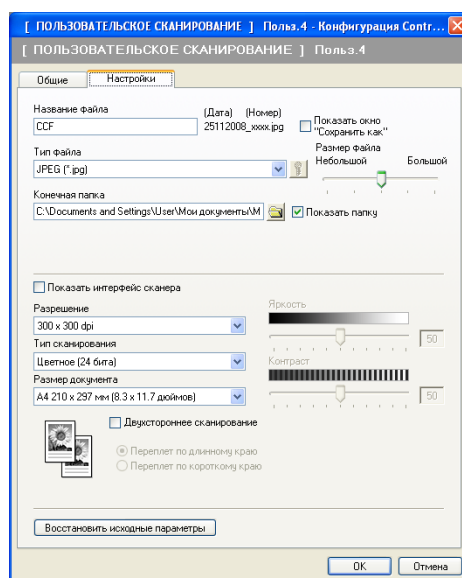 [ ПОЛЬЗОВАТЕЛЬСКОЕ СКАНИРОВАНИЕ ] Польз.4 - Конфигурация Contr...
[ ПОЛЬЗОВАТЕЛЬСКОЕ СКАНИРОВАНИЕ ] Польз.4
Общие Настройки
Название файла (Дата) (Номер)
CCF 25112008_xxxx.jpg Показать окно "Сохранить как"
Тип файла Размер файла
Небольшой Большой
JPEG (*.jpg)
Конечная папка
C:\Documents and Settings\User\Мои документы\М Показать папку
Показать интерфейс сканера
Разрешение Яркость
300 x 300 dpi 50
Тип сканирования
Цветное (24 бита) Контраст
Размер документа
A4 210 x 297 мм (8.3 x 11.7 дюймов) 50
Двухстороннее сканирование
Переплет по длинному краю
Переплет по короткому краю
Восстановить исходные параметры
OK Отмена